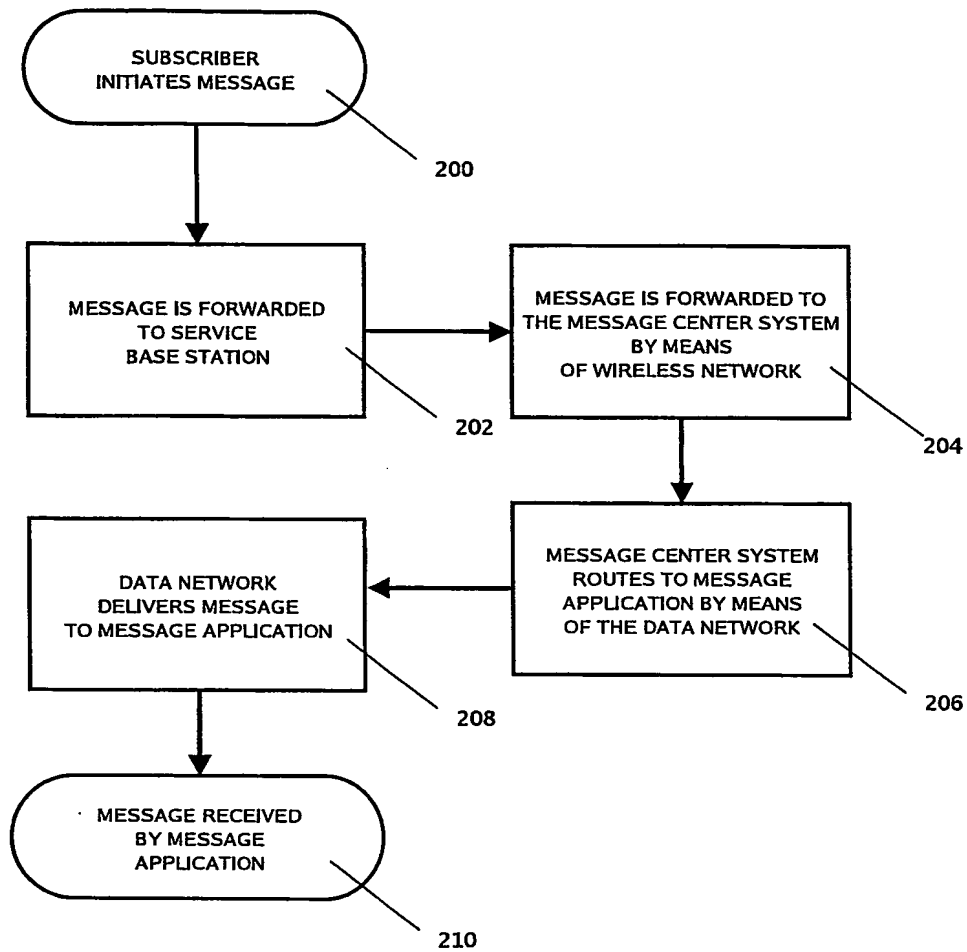 SUBSCRIBER
INITIATES MESSAGE
200
MESSAGE IS FORWARDED
TO SERVICE
BASE STATION
202
MESSAGE IS FORWARDED TO
THE MESSAGE CENTER SYSTEM
BY MEANS
OF WIRELESS NETWORK
204
MESSAGE CENTER SYSTEM
ROUTES TO MESSAGE
APPLICATION BY MEANS
OF THE DATA NETWORK
206
DATA NETWORK
DELIVERS MESSAGE
TO MESSAGE APPLICATION
208
MESSAGE RECEIVED
BY MESSAGE
APPLICATION
210